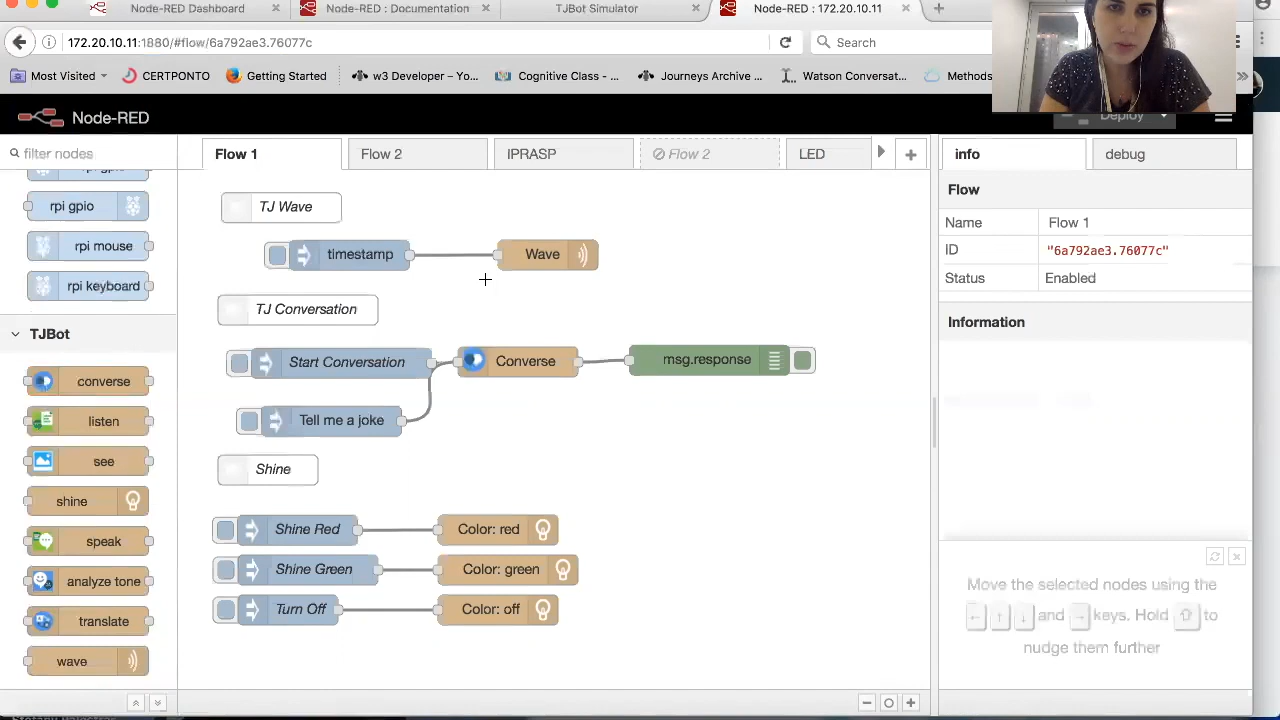 Node-RED Dashboard × Node-RED : Documentation × TJBot Simulator × Node-RED : 172.20.10.11 × +
172.20.10.11:1880/#flow/6a792ae3.76077c Search
Most Visited CERTPONTO Getting Started w3 Developer – Yo... Cognitive Class – ... Journeys Archive ... Watson Conversat... Methods »
Node-RED Deploy
filter nodes Flow 1 Flow 2 IPRASP Flow 2 LED + info debug
rpi gpio
rpi gpio
rpi mouse
rpi keyboard
TJBot
converse
listen
see
shine
speak
analyze tone
translate
wave
TJ Wave
timestamp Wave
TJ Conversation
Start Conversation Converse msg.response
Tell me a joke
Shine
Shine Red Color: red
Shine Green Color: green
Turn Off Color: off
Flow
Name Flow 1
ID "6a792ae3.76077c"
Status Enabled
Information
Move the selected nodes using the
← ↑ ↓ and → keys. Hold ⇧ to
nudge them further